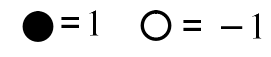 ● = 1 ○ = −1